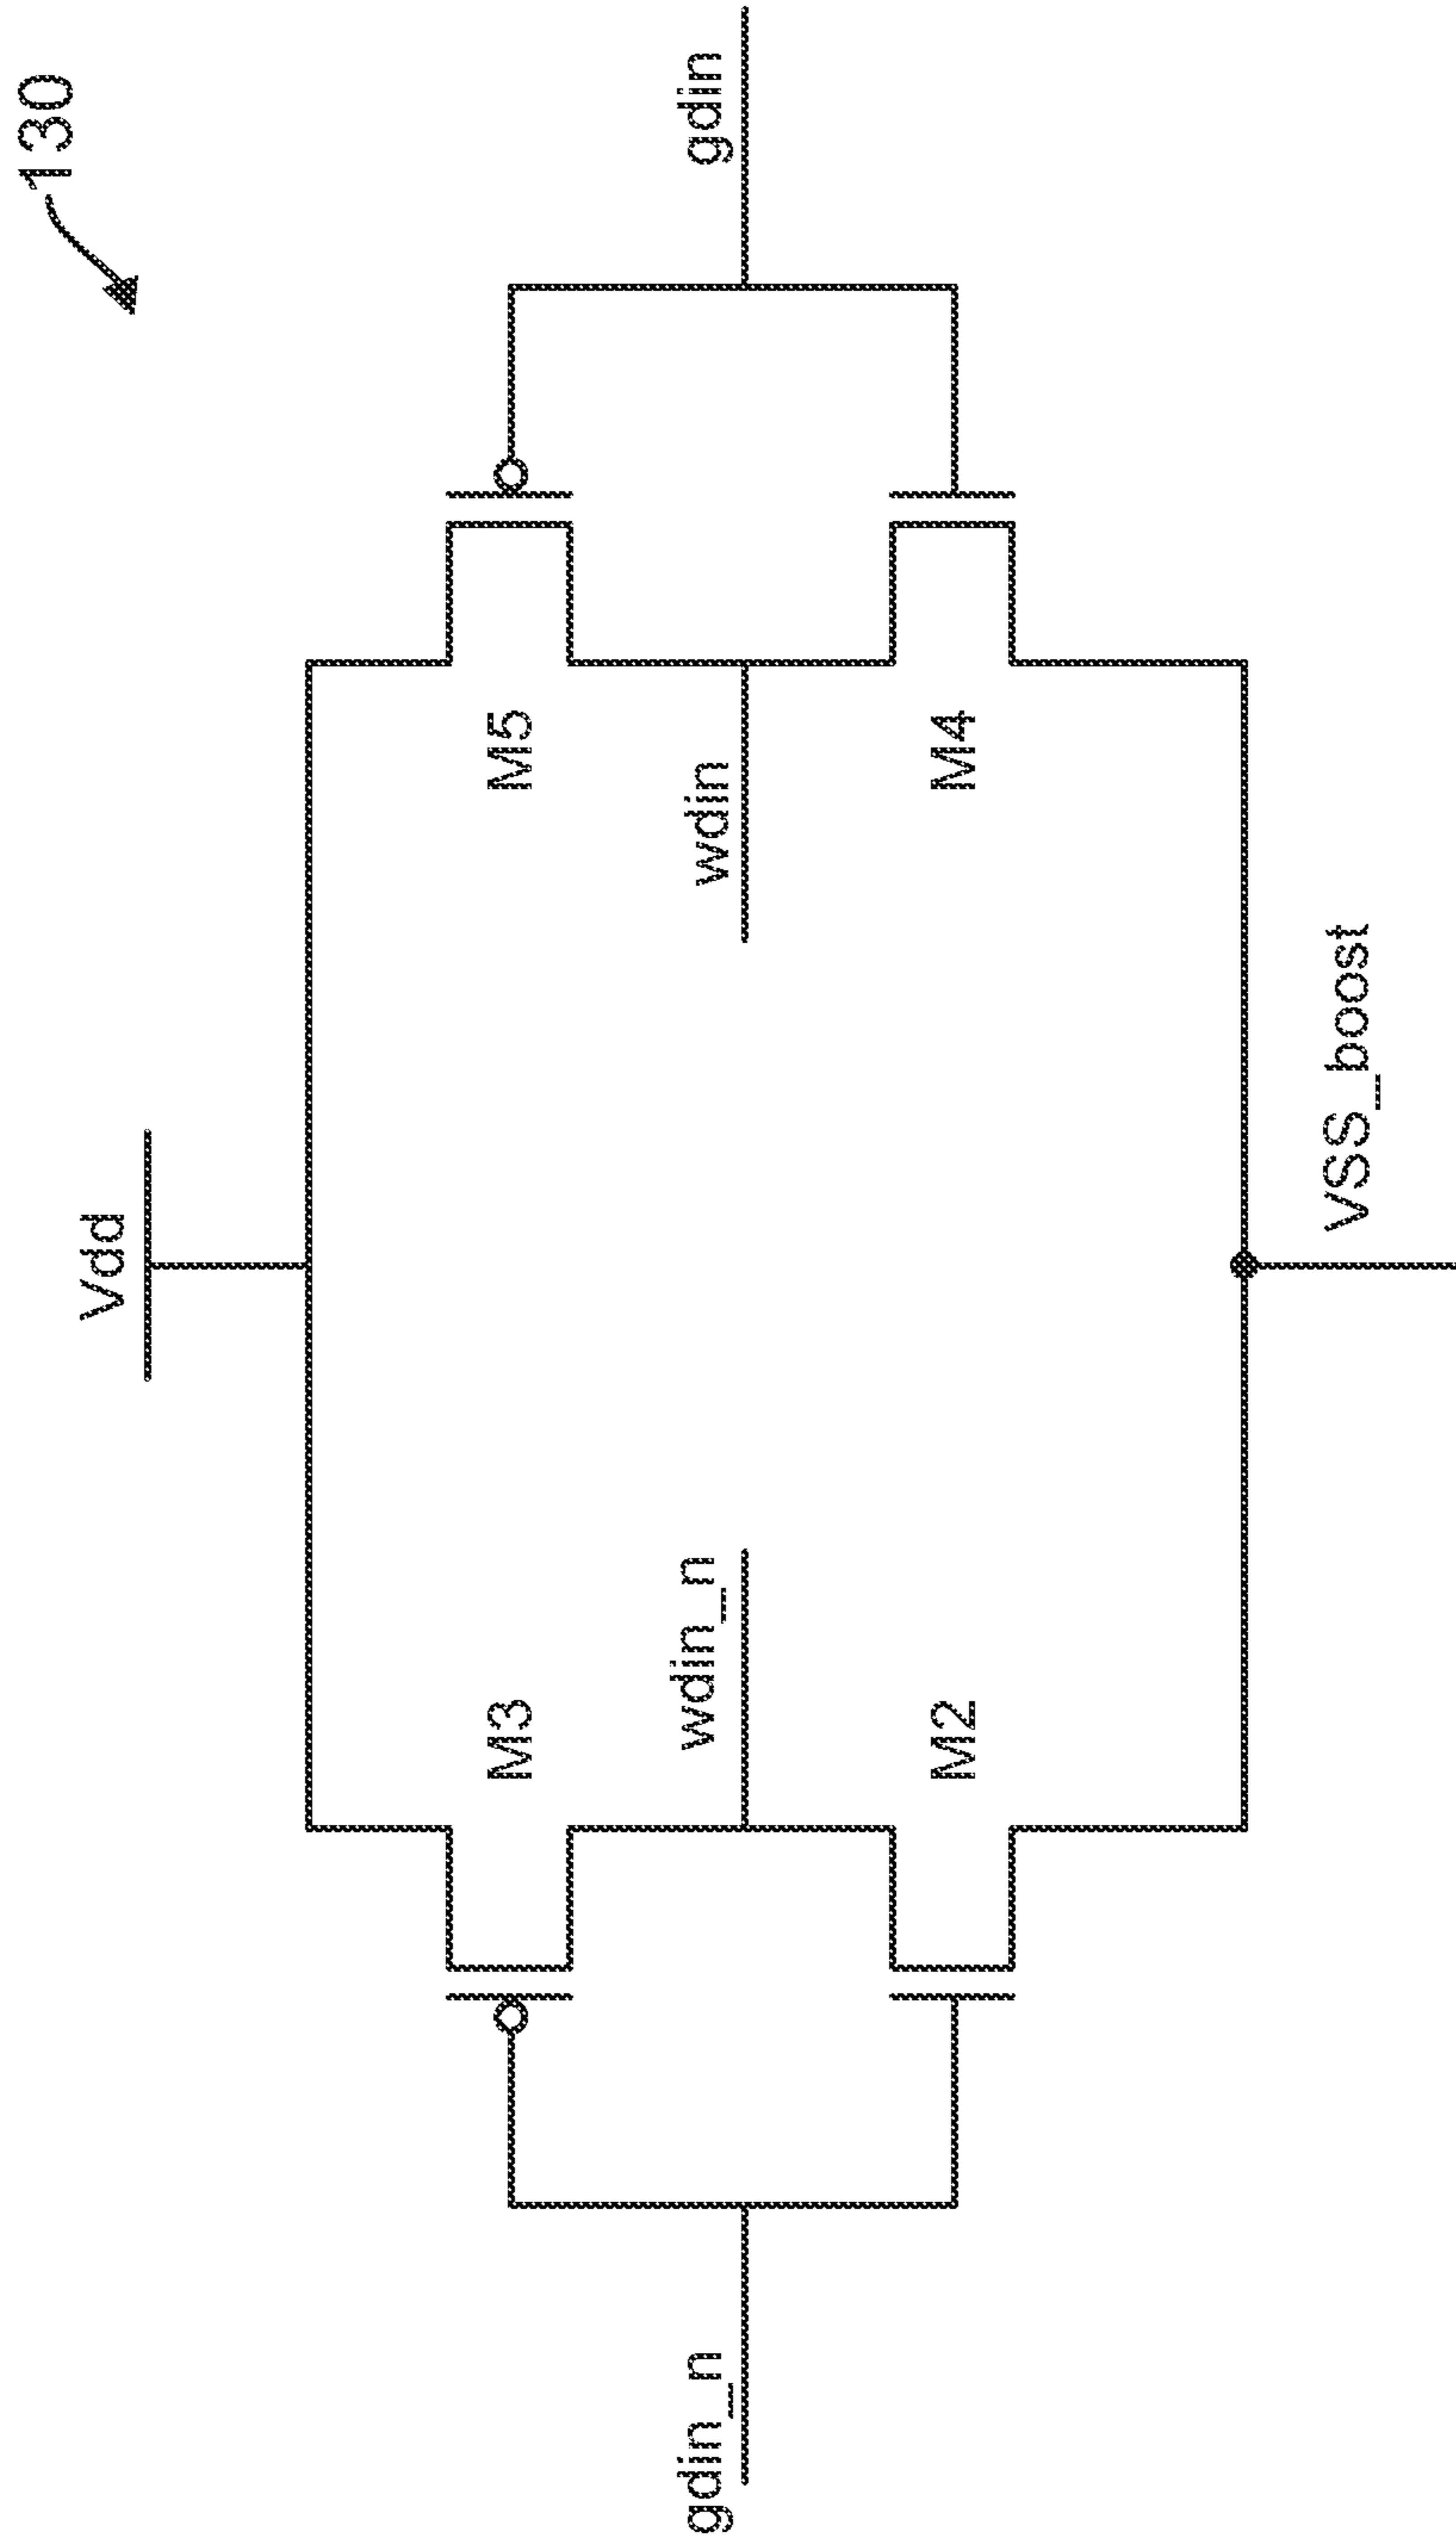 130
Vdd
M3
M5
gdin_n
wdin_n
wdin
gdin
M2
M4
VSS_boost